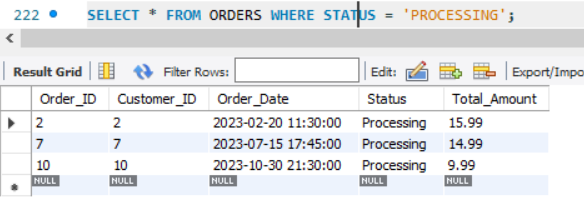 222 SELECT * FROM ORDERS WHERE STATUS = 'PROCESSING';
Result Grid Filter Rows: Edit: Export/Impo
Order_ID Customer_ID Order_Date Status Total_Amount
2 2 2023-02-20 11:30:00 Processing 15.99
7 7 2023-07-15 17:45:00 Processing 14.99
10 10 2023-10-30 21:30:00 Processing 9.99
NULL NULL NULL NULL NULL